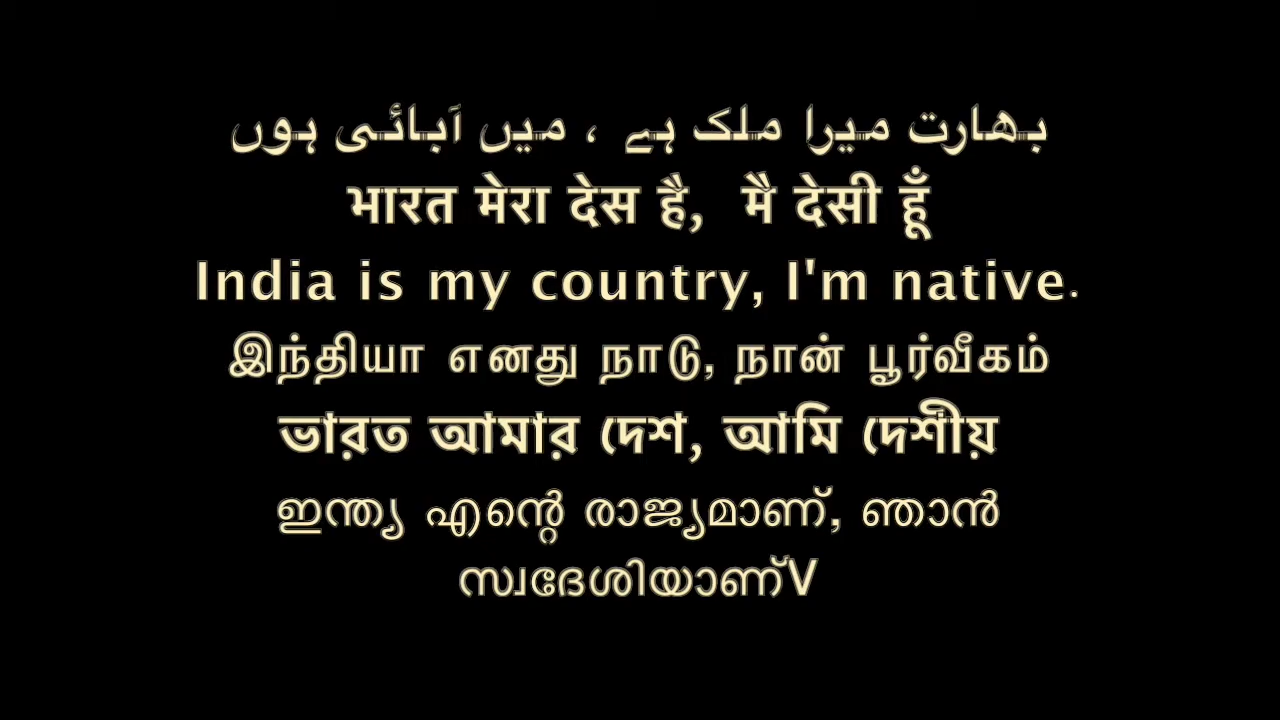 بھارت میرا ملک ہے ، میں آبائی ہوں
भारत मेरा देस है, मै देसी हूँ
India is my country, I'm native.
இந்தியா எனது நாடு, நான் பூர்வீகம்
ভারত আমার দেশ, আমি দেশীয়
ഇന്ത്യ എന്റെ രാജ്യമാണ്, ഞാൻ
സ്വദേശിയാണ്V